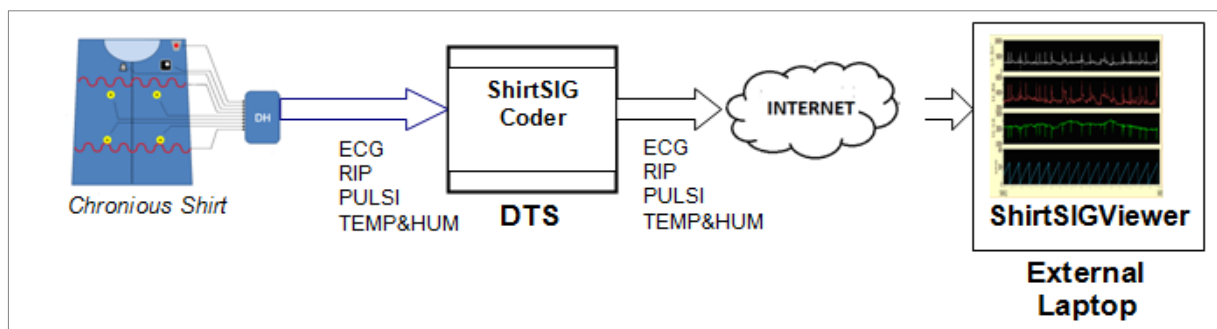 DH
Chronious Shirt
ECG
RIP
PULSI
TEMP&HUM
ShirtSIG
Coder
DTS
ECG
RIP
PULSI
TEMP&HUM
INTERNET
ShirtSIGViewer
External
Laptop